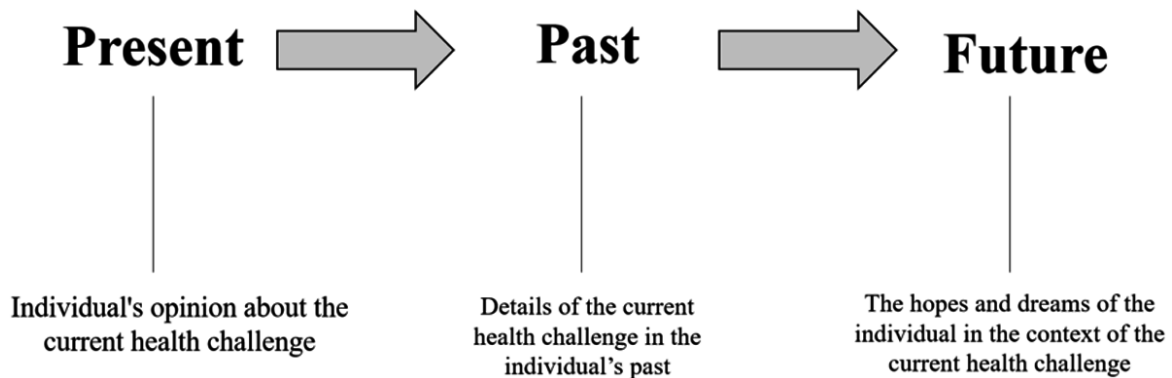 Present
Past
Future
Individual's opinion about the
current health challenge
Details of the current
health challenge in the
individual’s past
The hopes and dreams of the
individual in the context of the
current health challenge